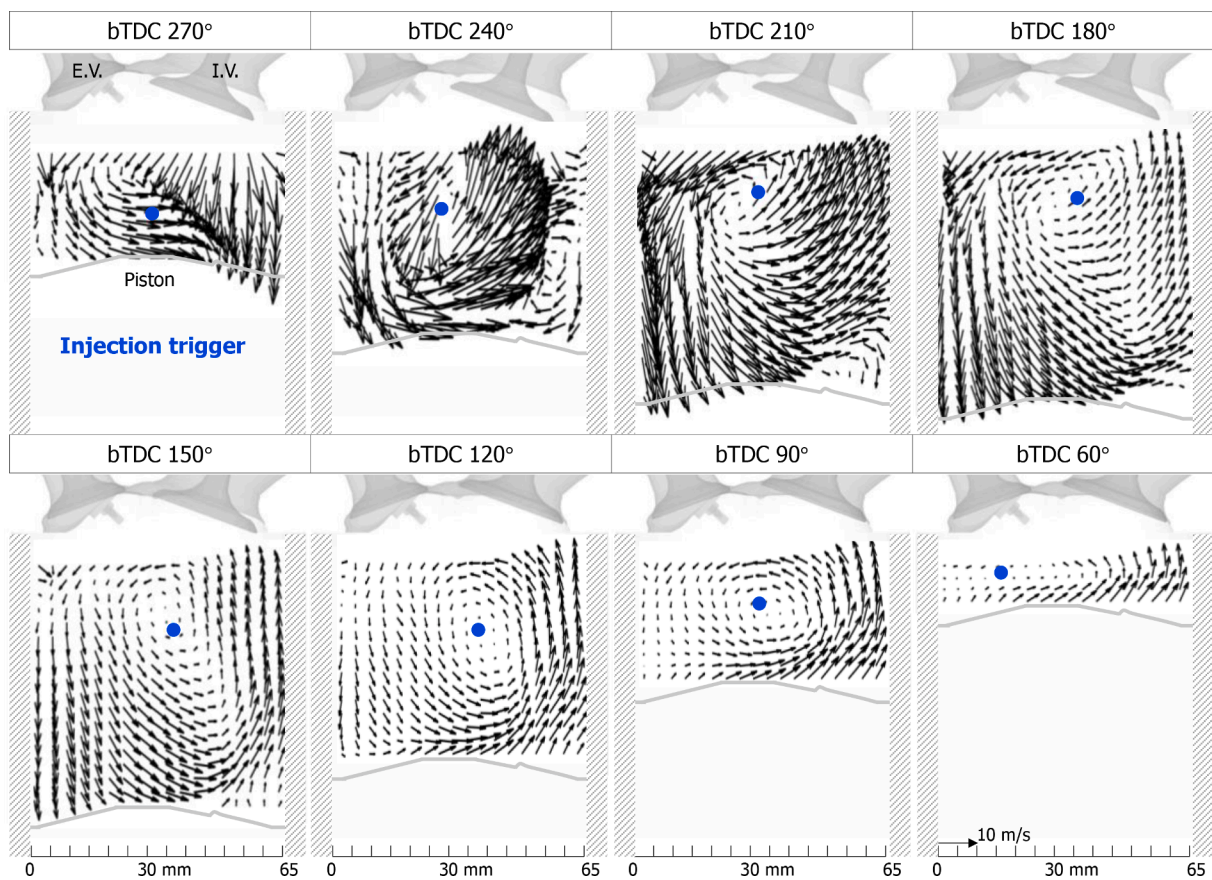 bTDC 270° bTDC 240° bTDC 210° bTDC 180°
E.V. I.V.
Piston
Injection trigger
bTDC 150° bTDC 120° bTDC 90° bTDC 60°
10 m/s
0 30 mm 65 0 30 mm 65 0 30 mm 65 0 30 mm 65